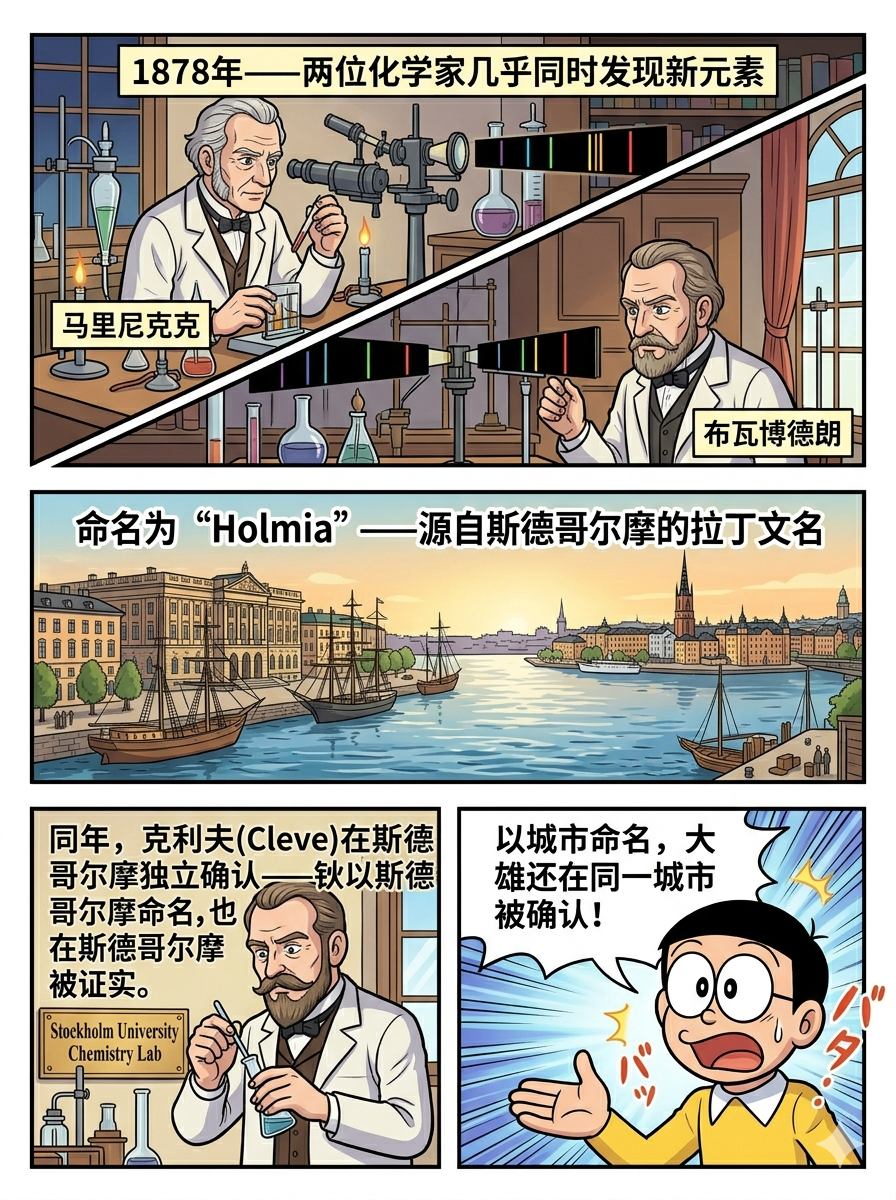 1878年——两位化学家几乎同时发现新元素
马里尼克克
布瓦博德朗
命名为“Holmia”——源自斯德哥尔摩的拉丁文名
同年，克利夫(Cleve)在斯德
哥尔摩独立确认——钬以斯德
哥尔摩命名，也
在斯德哥尔摩
被证实。
Stockholm University
Chemistry Lab
以城市命名，大
雄还在同一城市
被确认！
バッ
バタ